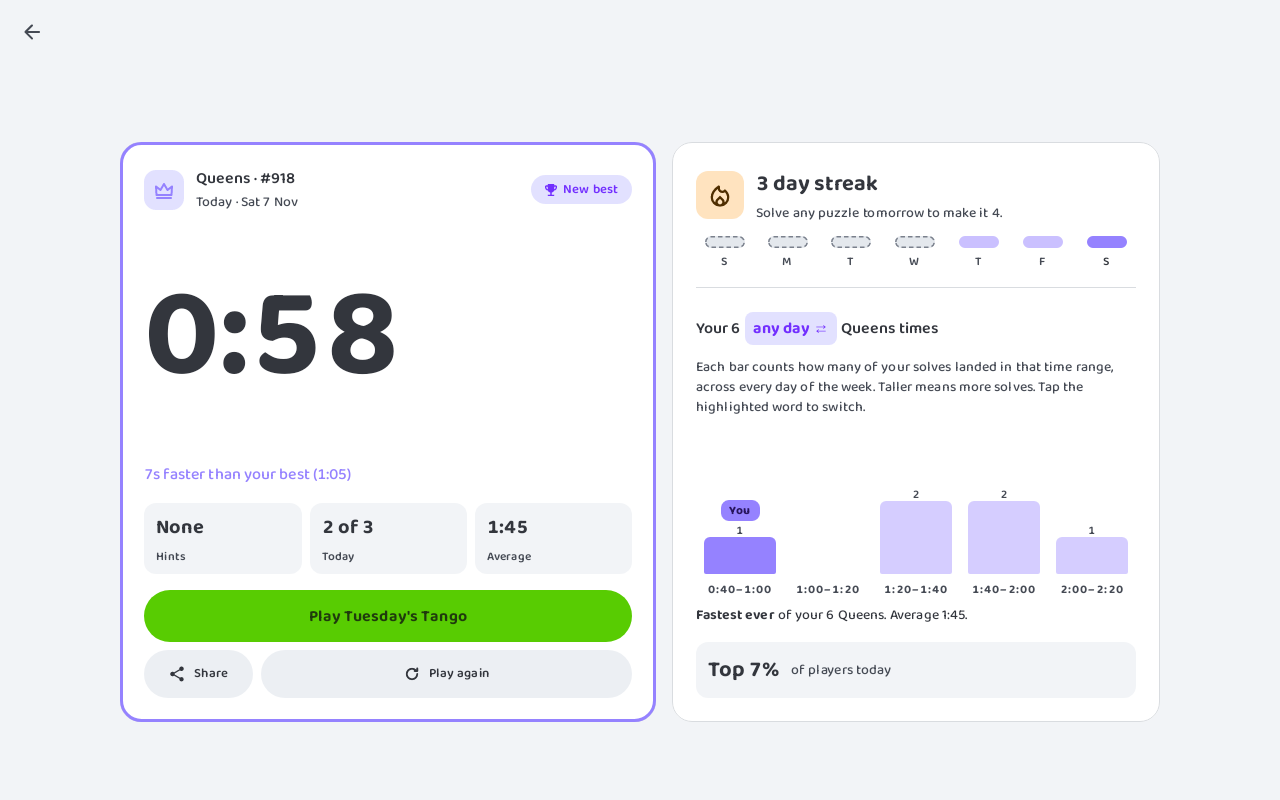 Queens · #918
Today · Sat 7 Nov
New best
0:58
7s faster than your best (1:05)
None
Hints
2 of 3
Today
1:45
Average
Play Tuesday's Tango
Share
Play again
3 day streak
Solve any puzzle tomorrow to make it 4.
S M T W T F S
Your 6 any day ⇄ Queens times
Each bar counts how many of your solves landed in that time range,
across every day of the week. Taller means more solves. Tap the
highlighted word to switch.
You
1 2 2 1
0:40–1:00 1:00–1:20 1:20–1:40 1:40–2:00 2:00–2:20
Fastest ever of your 6 Queens. Average 1:45.
Top 7% of players today